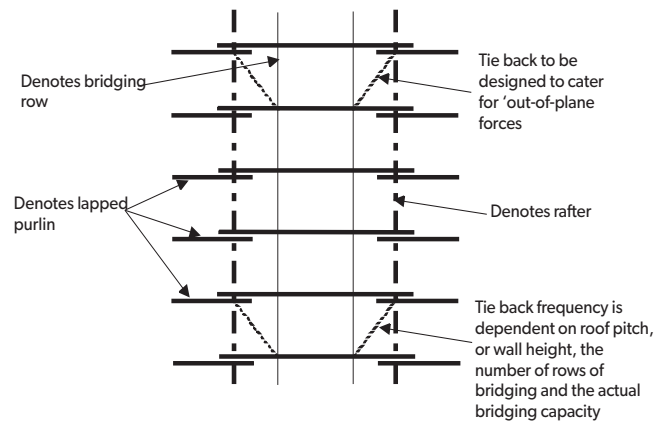 Denotes bridging
row
Tie back to be
designed to cater
for ‘out-of-plane
forces
Denotes lapped
purlin
Denotes rafter
Tie back frequency is
dependent on roof pitch,
or wall height, the
number of rows of
bridging and the actual
bridging capacity